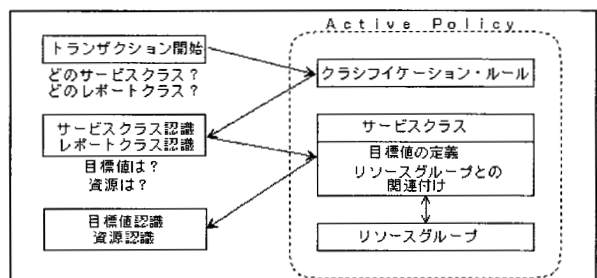 Active Policy
トランザクション開始
どのサービスクラス？
どのレポートクラス？
クラシフイケーション・ルール
サービスクラス認識
レポートクラス認識
目標値は？
資源は？
サービスクラス
目標値の定義
リソースグループとの
関連付け
目標値認識
資源認識
リソースグループ